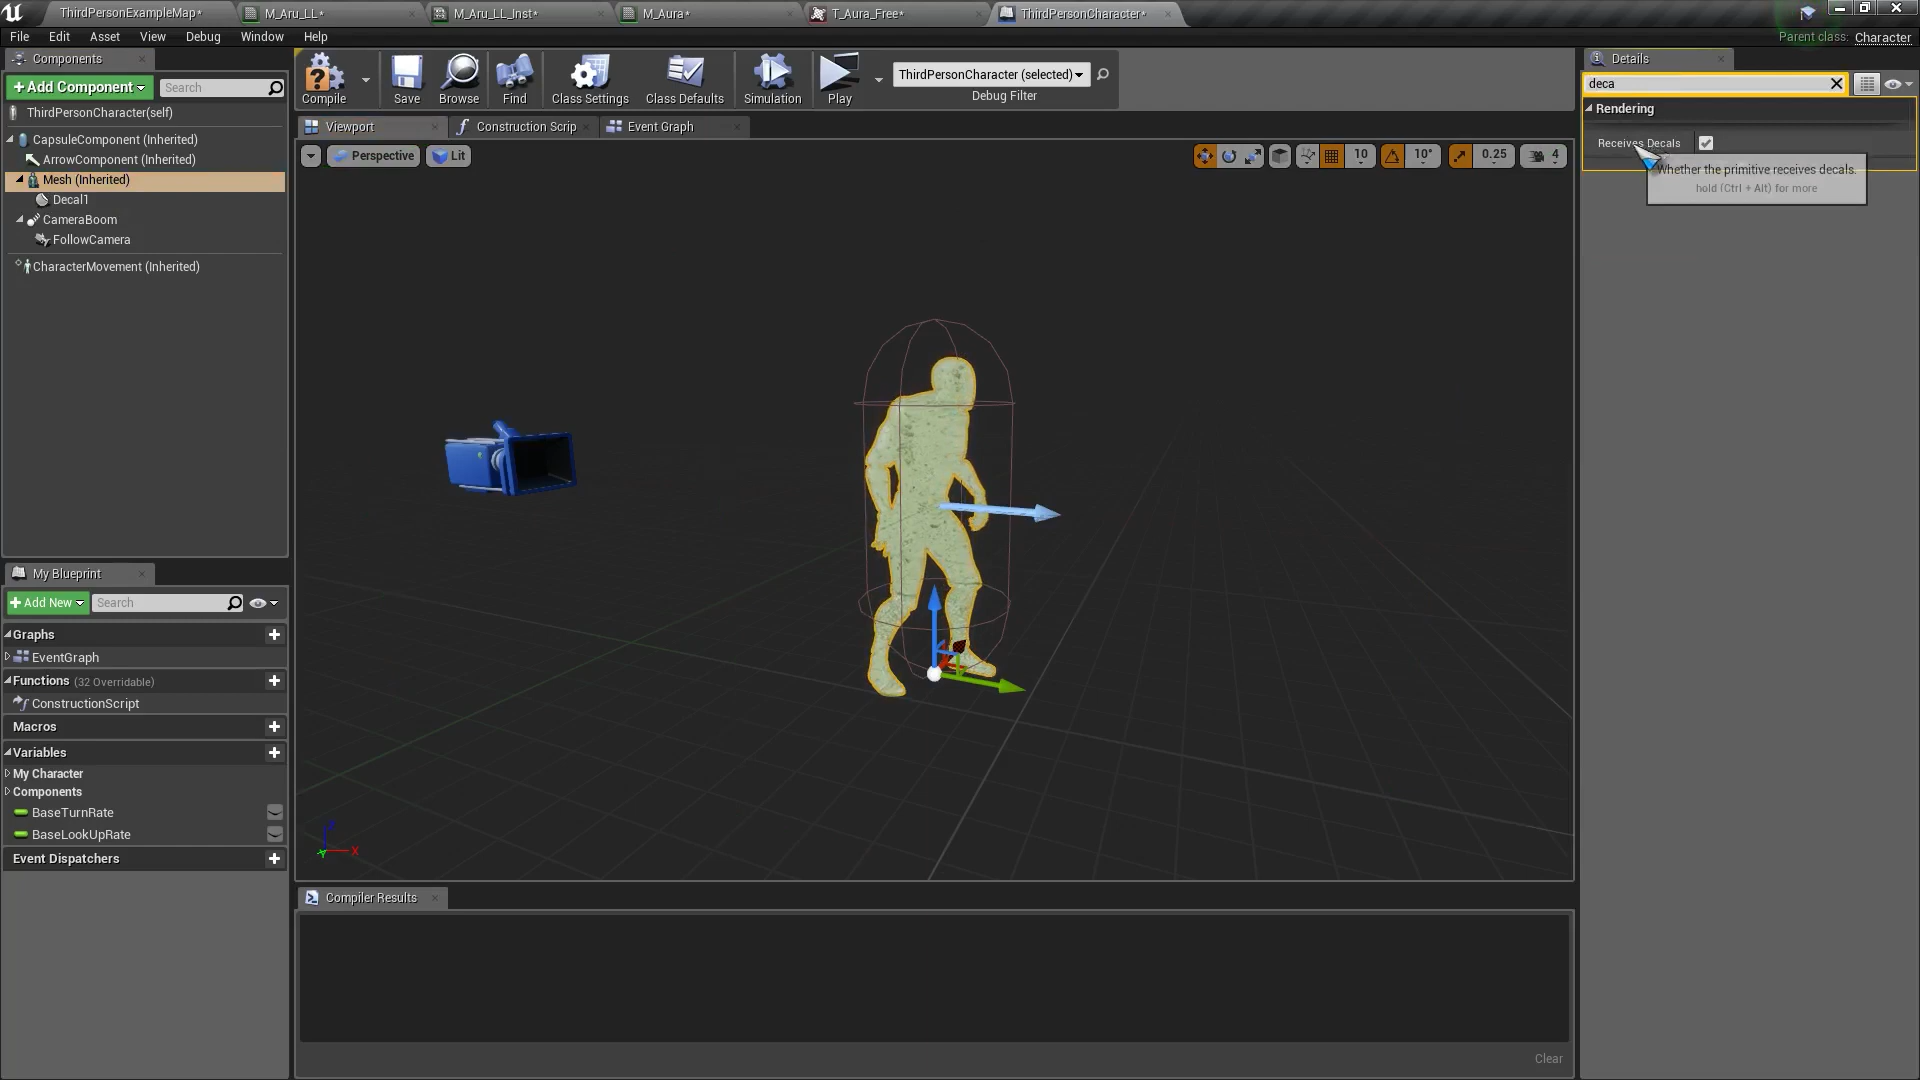 ThirdPersonExampleMap*
M_Aru_LL*
M_Aru_LL_Inst*
M_Aura*
T_Aura_Free*
ThirdPersonCharacter*
File Edit Asset View Debug Window Help
Parent class: Character
Components
+Add Component
Search
ThirdPersonCharacter(self)
CapsuleComponent (Inherited)
ArrowComponent (Inherited)
Mesh (Inherited)
Decal1
CameraBoom
FollowCamera
CharacterMovement (Inherited)
Compile
Save
Browse
Find
Class Settings
Class Defaults
Simulation
Play
ThirdPersonCharacter (selected)
Debug Filter
Viewport
Construction Scrip
Event Graph
Perspective
Lit
10
10°
0.25
4
X
My Blueprint
+Add New
Search
Graphs
EventGraph
Functions (32 Overridable)
ConstructionScript
Macros
Variables
My Character
Components
BaseTurnRate
BaseLookUpRate
Event Dispatchers
Compiler Results
Clear
Details
deca
Rendering
Receives Decals
Whether the primitive receives decals.
hold (Ctrl + Alt) for more